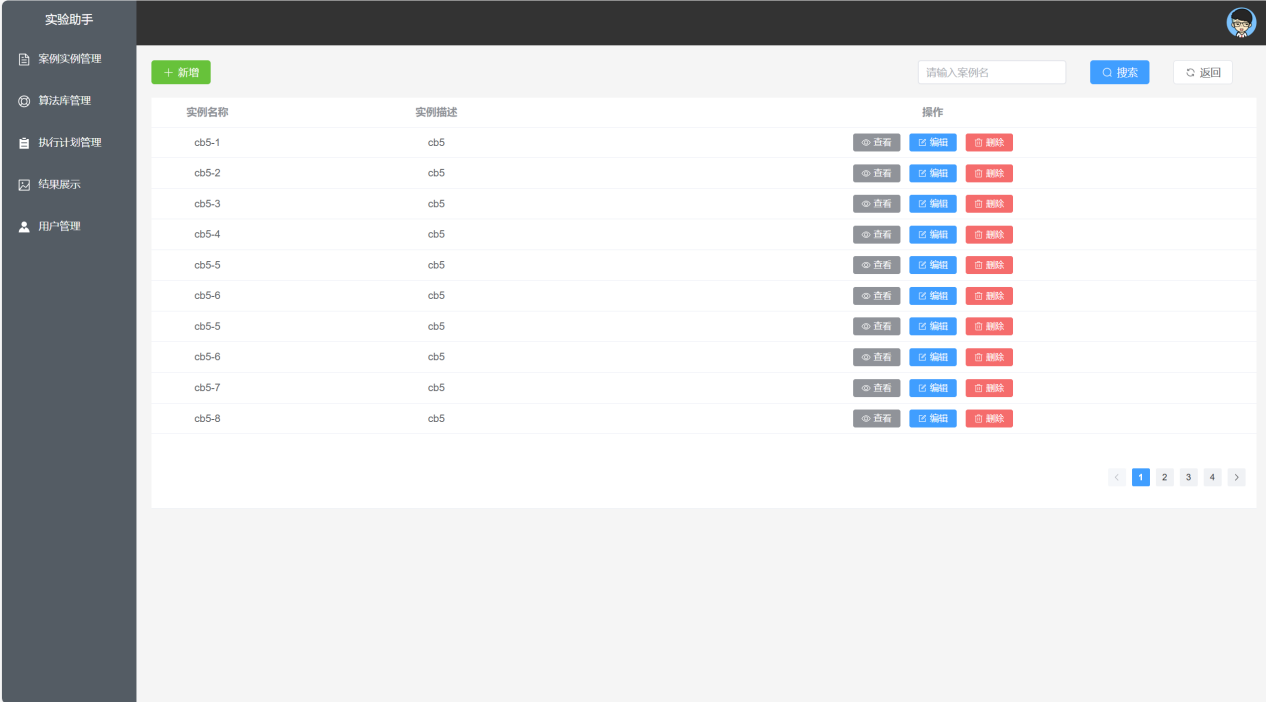 实验助手
案例实例管理
算法库管理
执行计划管理
结果展示
用户管理
新增
请输入案例名
搜索
返回
实例名称 实例描述 操作
cb5-1 cb5 查看 编辑 删除
cb5-2 cb5 查看 编辑 删除
cb5-3 cb5 查看 编辑 删除
cb5-4 cb5 查看 编辑 删除
cb5-5 cb5 查看 编辑 删除
cb5-6 cb5 查看 编辑 删除
cb5-5 cb5 查看 编辑 删除
cb5-6 cb5 查看 编辑 删除
cb5-7 cb5 查看 编辑 删除
cb5-8 cb5 查看 编辑 删除
1 2 3 4